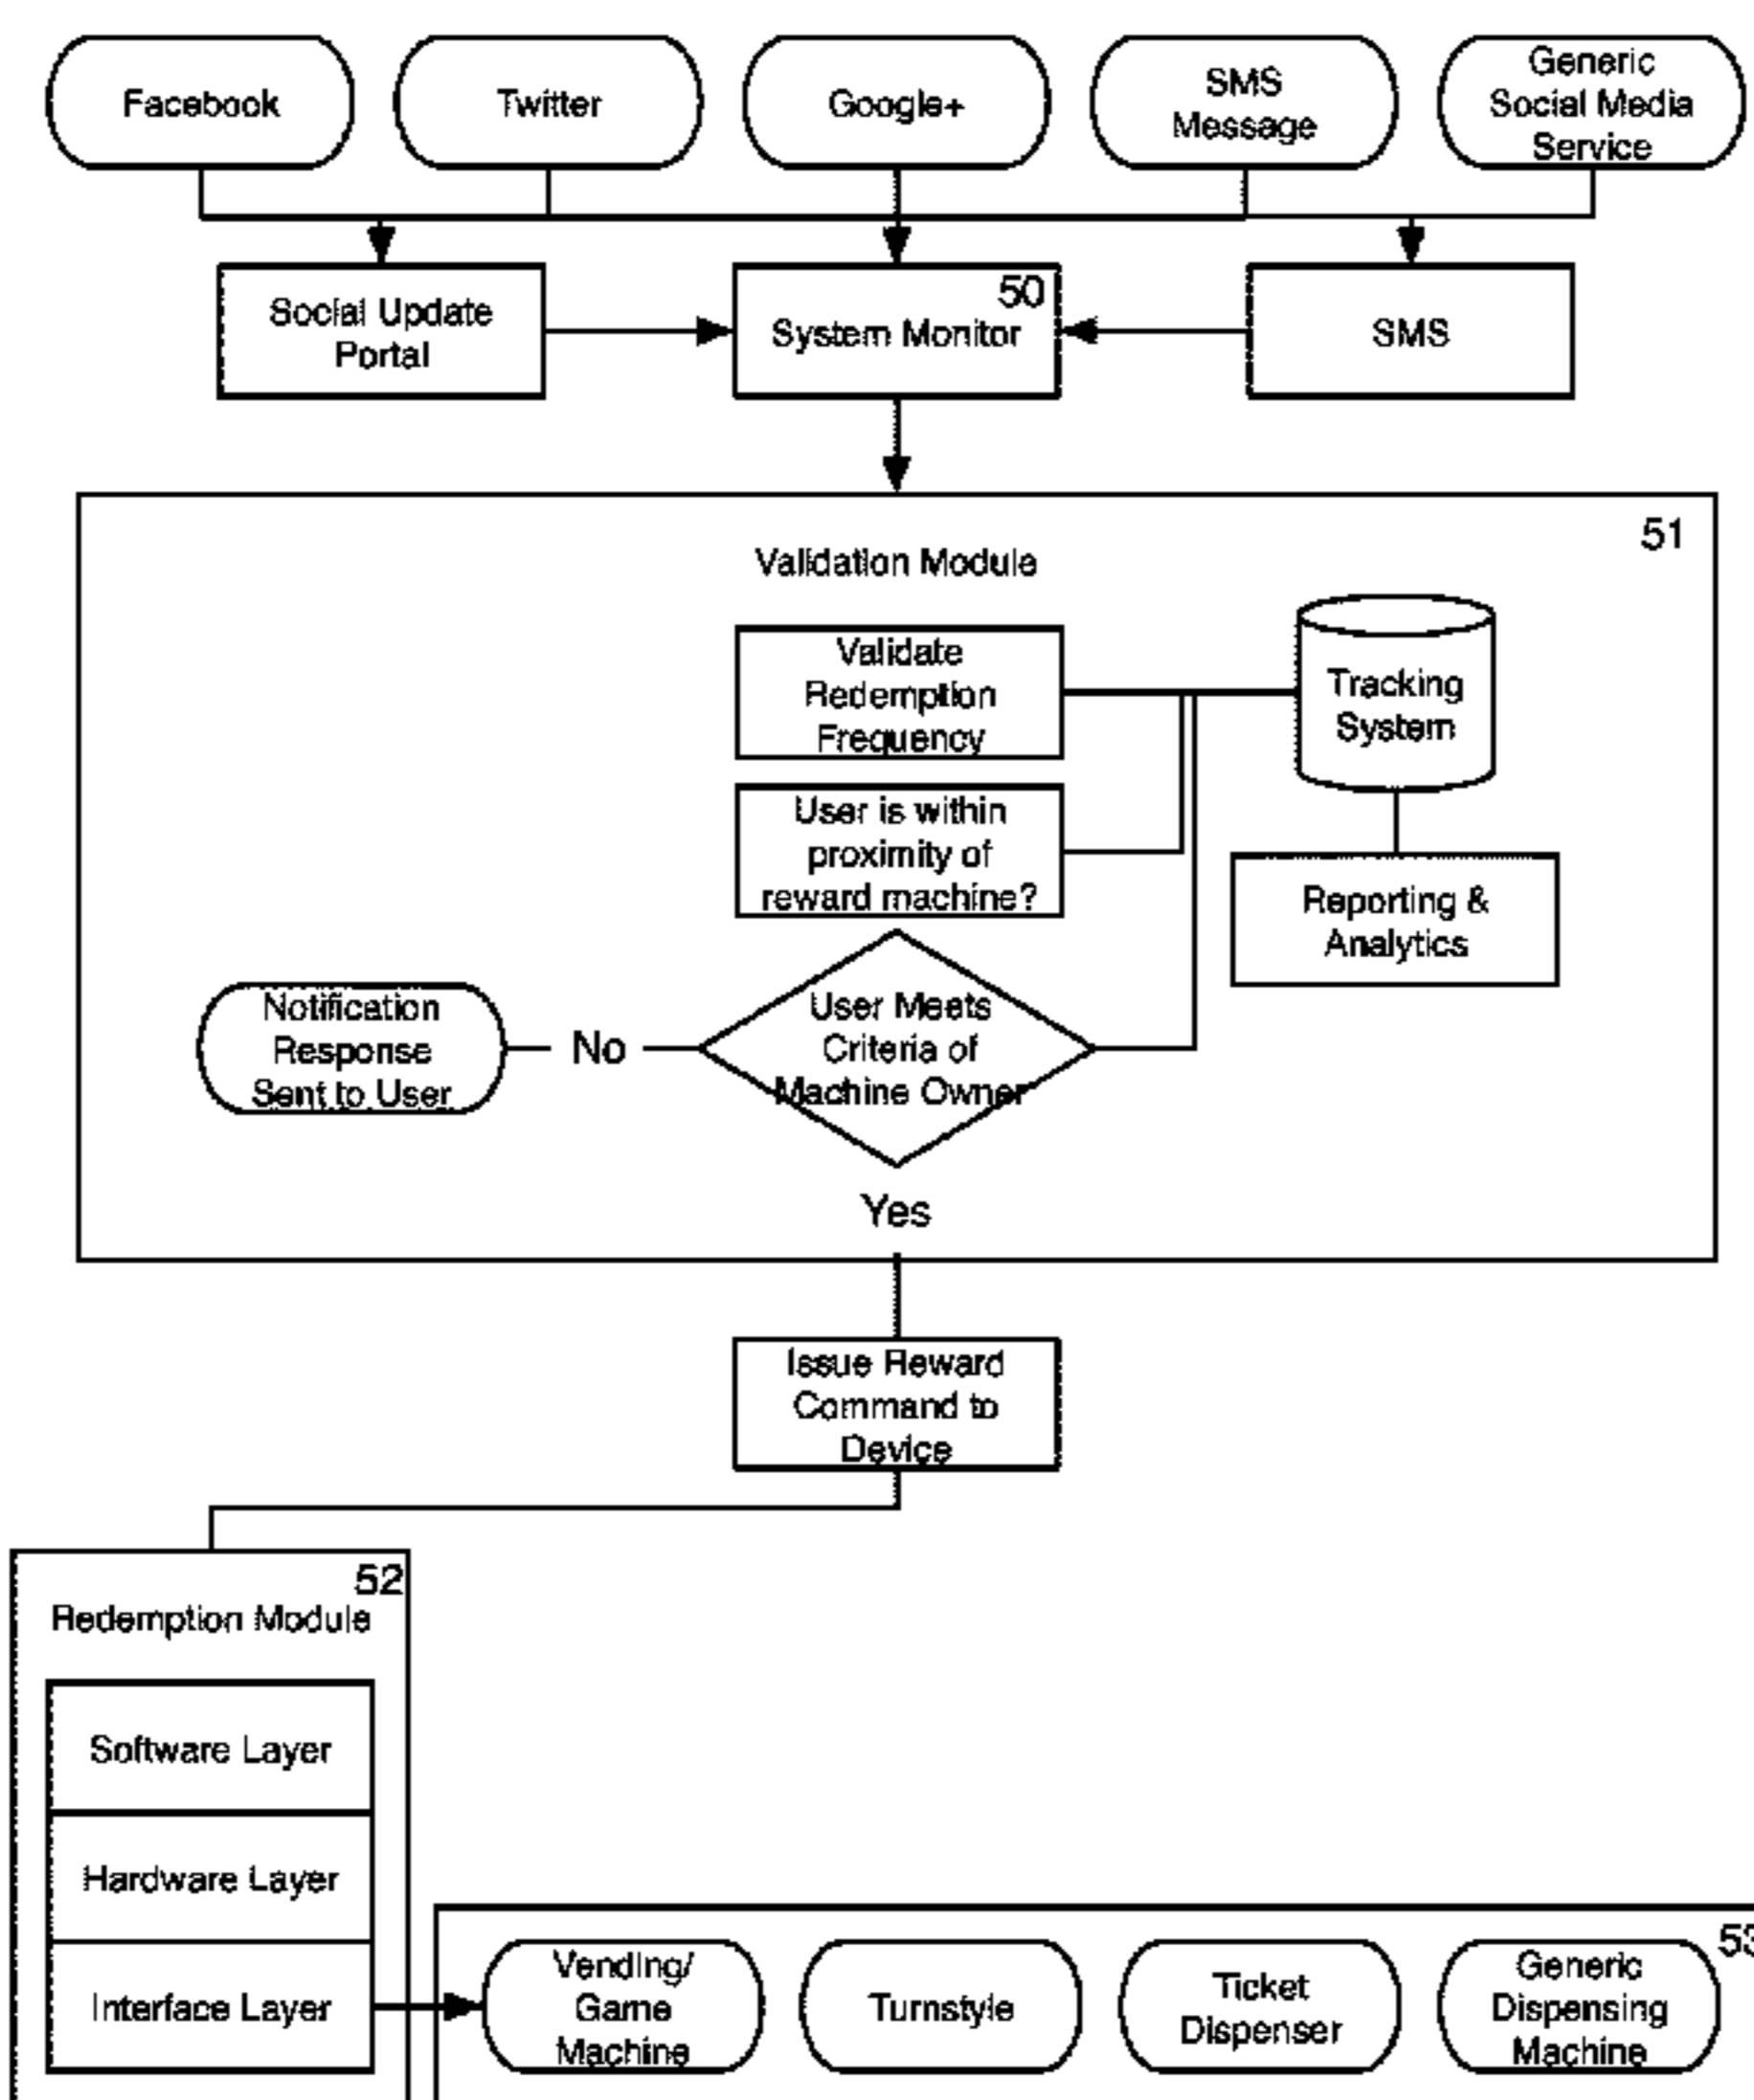 Facebook
Twitter
Google+
SMS
Message
Generic
Social Media
Service
Social Update
Portal
50
System Monitor
SMS
51
Validation Module
Validate
Redemption
Frequency
Tracking
System
User is within
proximity of
reward machine?
Reporting &
Analytics
Notification
Response
Sent to User
No
User Meets
Criteria of
Machine Owner
Yes
Issue Reward
Command to
Device
52
Redemption Module
Software Layer
Hardware Layer
Interface Layer
53
Vending/
Game
Machine
Turnstyle
Ticket
Dispenser
Generic
Dispensing
Machine